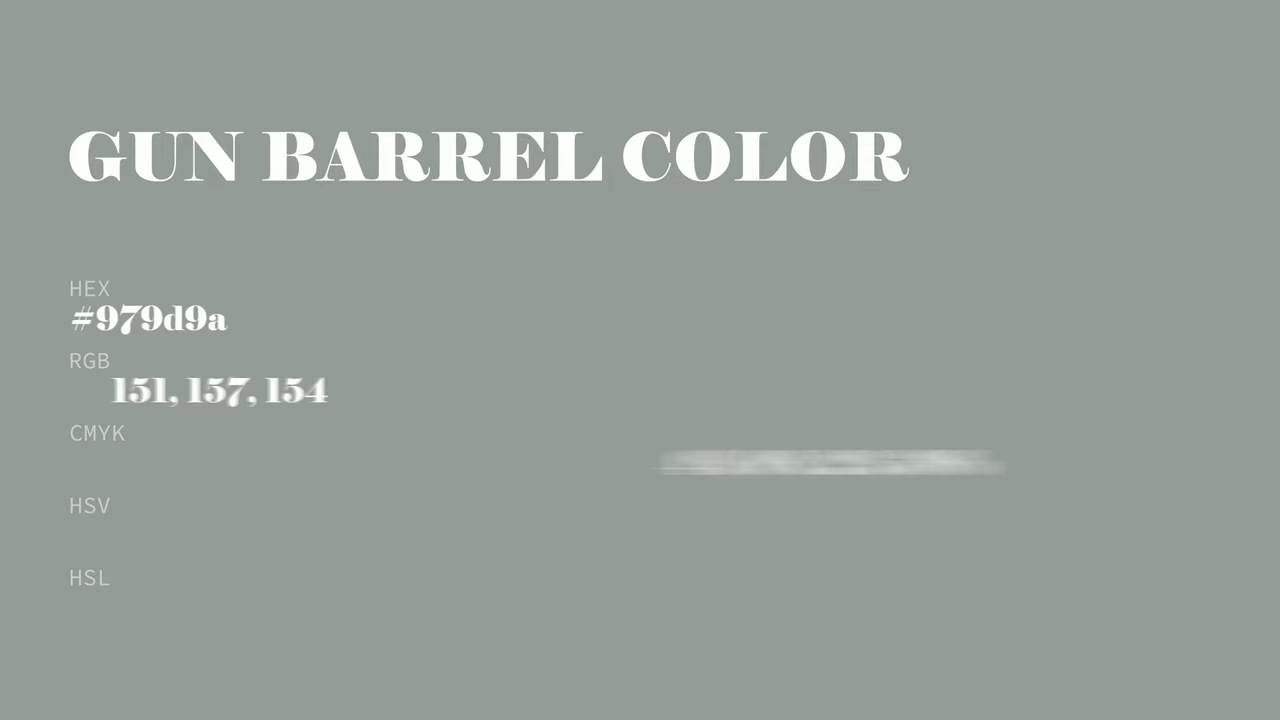 GUN BARREL COLOR
HEX
#979d9a
RGB
151, 157, 154
CMYK
HSV
HSL